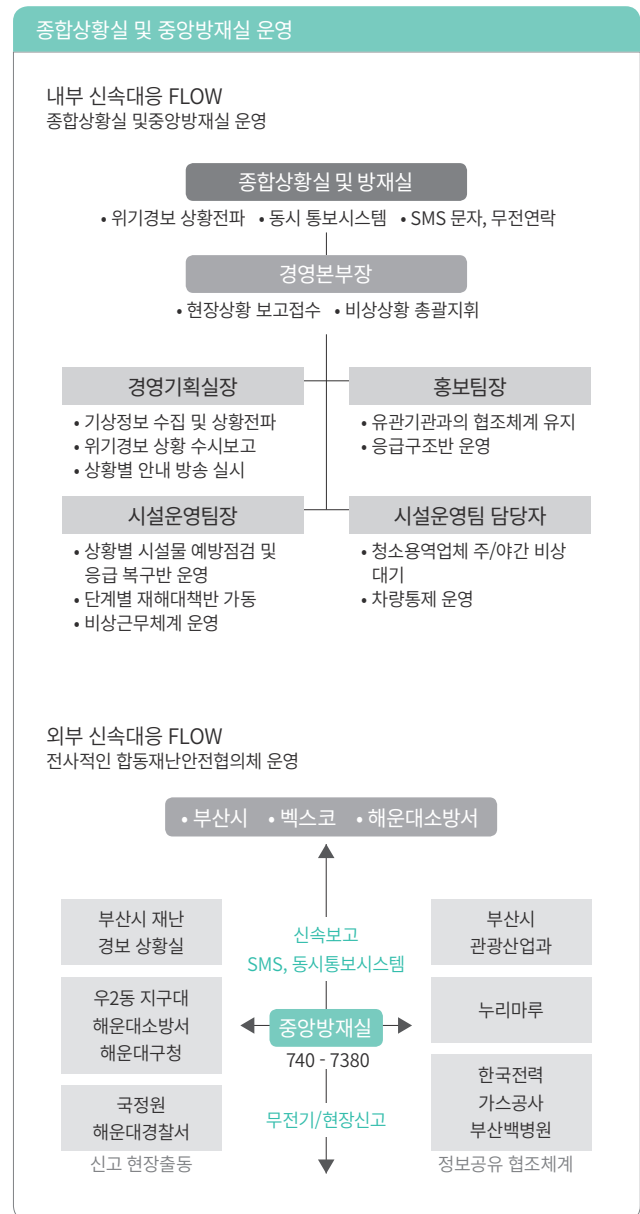 종합상황실 및 중앙방재실 운영
내부 신속대응 FLOW
종합상황실 및중앙방재실 운영
종합상황실 및 방재실
• 위기경보 상황전파 • 동시 통보시스템 • SMS 문자, 무전연락
경영본부장
• 현장상황 보고접수 • 비상상황 총괄지휘
경영기획실장
• 기상정보 수집 및 상황전파
• 위기경보 상황 수시보고
• 상황별 안내 방송 실시
홍보팀장
• 유관기관과의 협조체계 유지
• 응급구조반 운영
시설운영팀장
• 상황별 시설물 예방점검 및
응급 복구반 운영
• 단계별 재해대책반 가동
• 비상근무체계 운영
시설운영팀 담당자
• 청소용역업체 주/야간 비상
대기
• 차량통제 운영
외부 신속대응 FLOW
전사적인 합동재난안전협의체 운영
• 부산시 • 벡스코 • 해운대소방서
부산시 재난
경보 상황실
우2동 지구대
해운대소방서
해운대구청
국정원
해운대경찰서
신고 현장출동
신속보고
SMS, 동시통보시스템
중앙방재실
740 - 7380
무전기/현장신고
부산시
관광산업과
누리마루
한국전력
가스공사
부산백병원
정보공유 협조체계